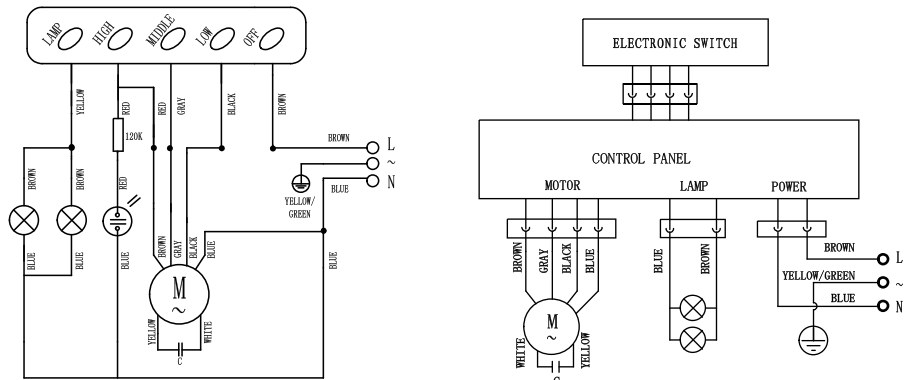 LAMP HIGH MIDDLE LOW OFF
YELLOW RED RED GRAY BLACK BROWN
120K
BROWN L
~
BLUE N
BROWN BROWN RED
YELLOW/
GREEN
BLUE BLUE BLUE BROWN GRAY BLACK BLUE BLUE
M
~
YELLOW WHITE
C
ELECTRONIC SWITCH
CONTROL PANEL
MOTOR LAMP POWER
BROWN GRAY BLACK BLUE BLUE BROWN
BROWN L
YELLOW/GREEN ~
BLUE N
M
~
WHITE YELLOW
C